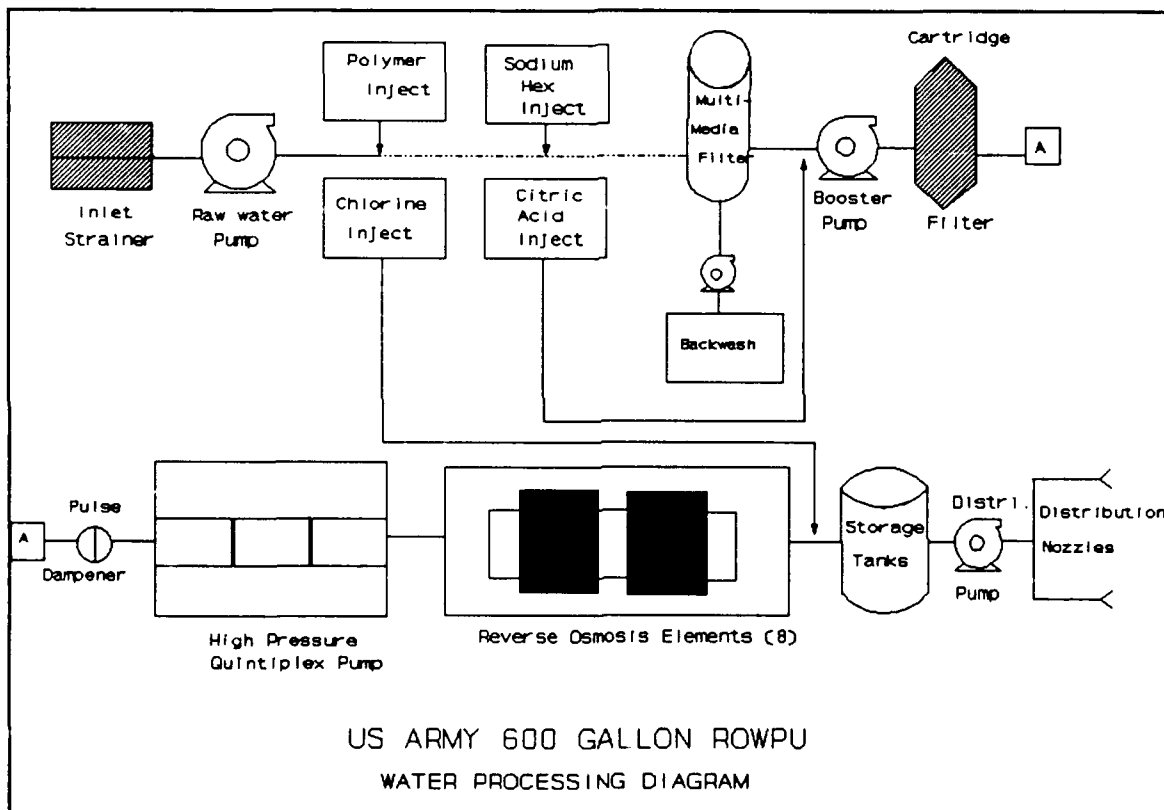 Polymer
Inject
Sodium
Hex
Inject
Multi-
Media
Filter
Cartridge
Filter
A
Inlet
Strainer
Raw water
Pump
Chlorine
Inject
Citric
Acid
Inject
Booster
Pump
Backwash
A
Pulse
Dampener
High Pressure
Quintiplex Pump
Reverse Osmosis Elements (8)
Storage
Tanks
Distri.
Pump
Distribution
Nozzles
US ARMY 600 GALLON ROWPU
WATER PROCESSING DIAGRAM